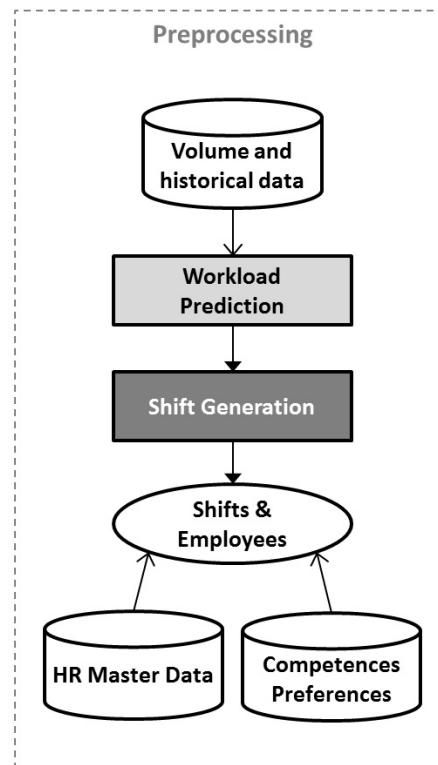 Preprocessing
Volume and
historical data
Workload
Prediction
Shift Generation
Shifts &
Employees
HR Master Data
Competences
Preferences